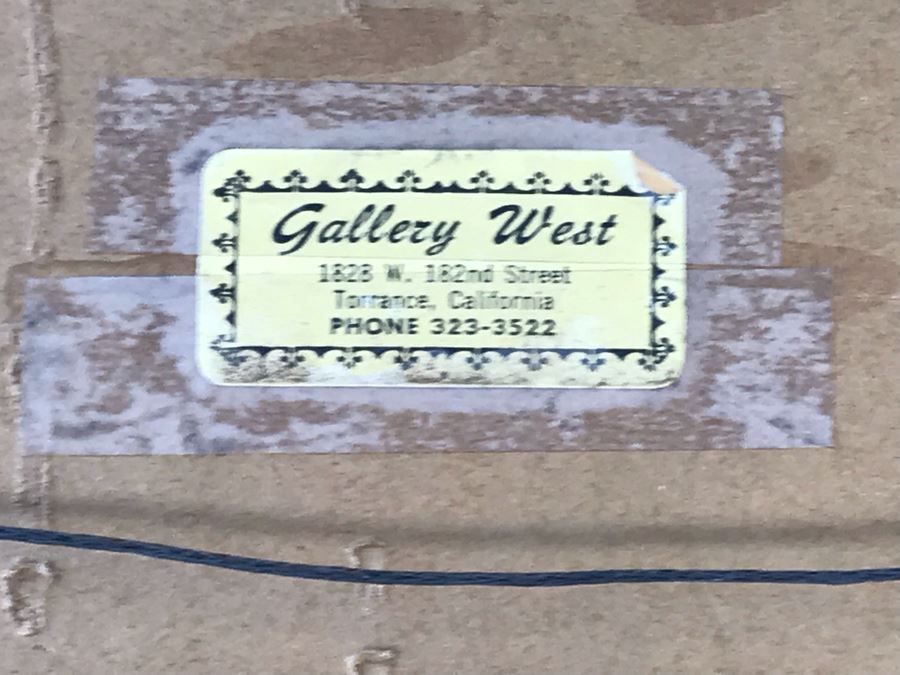 Gallery West
1828 W. 182nd Street
Torrance, California
PHONE 323-3522